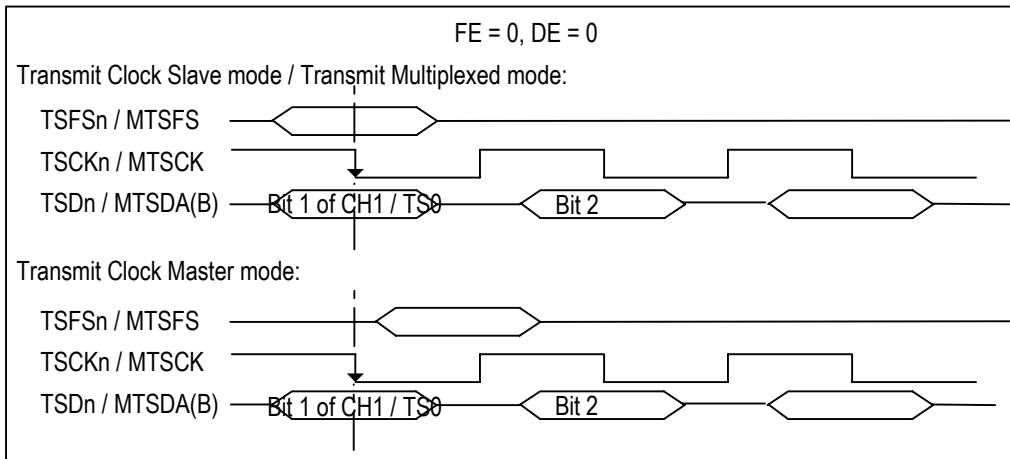 FE = 0, DE = 0
Transmit Clock Slave mode / Transmit Multiplexed mode:
TSFSn / MTSFS
TSCKn / MTSCK
TSDn / MTSDA(B) Bit 1 of CH1 / TS0 Bit 2
Transmit Clock Master mode:
TSFSn / MTSFS
TSCKn / MTSCK
TSDn / MTSDA(B) Bit 1 of CH1 / TS0 Bit 2